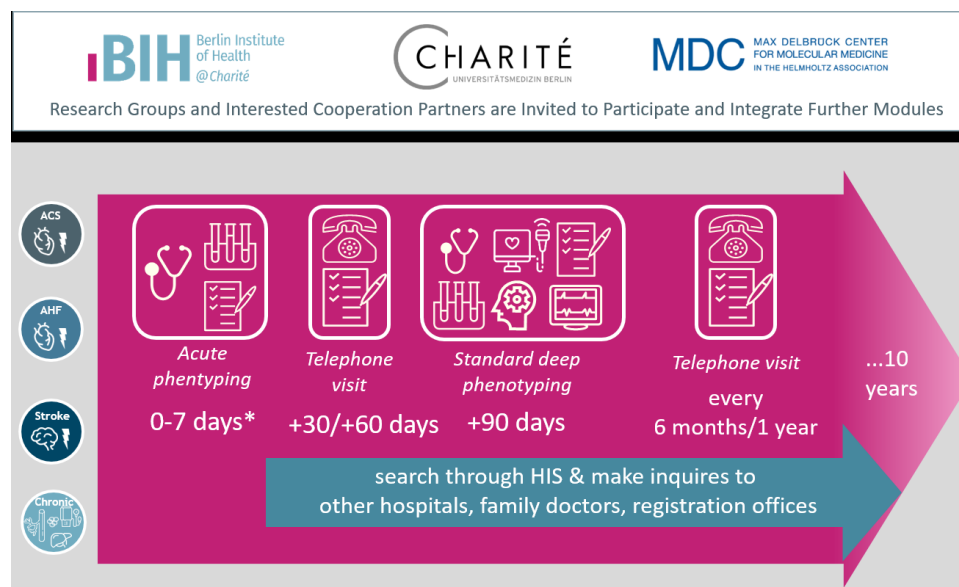 BIH
Berlin Institute
of Health
@Charité
CHARITÉ
UNIVERSITÄTSMEDIZIN BERLIN
MDC
MAX DELBRÜCK CENTER
FOR MOLECULAR MEDICINE
IN THE HELMHOLTZ ASSOCIATION
Research Groups and Interested Cooperation Partners are Invited to Participate and Integrate Further Modules
ACS
AHF
Stroke
Chronic
Acute
phentyping
0-7 days*
Telephone
visit
+30/+60 days
Standard deep
phenotyping
+90 days
Telephone visit
every
6 months/1 year
...10
years
search through HIS & make inquires to
other hospitals, family doctors, registration offices